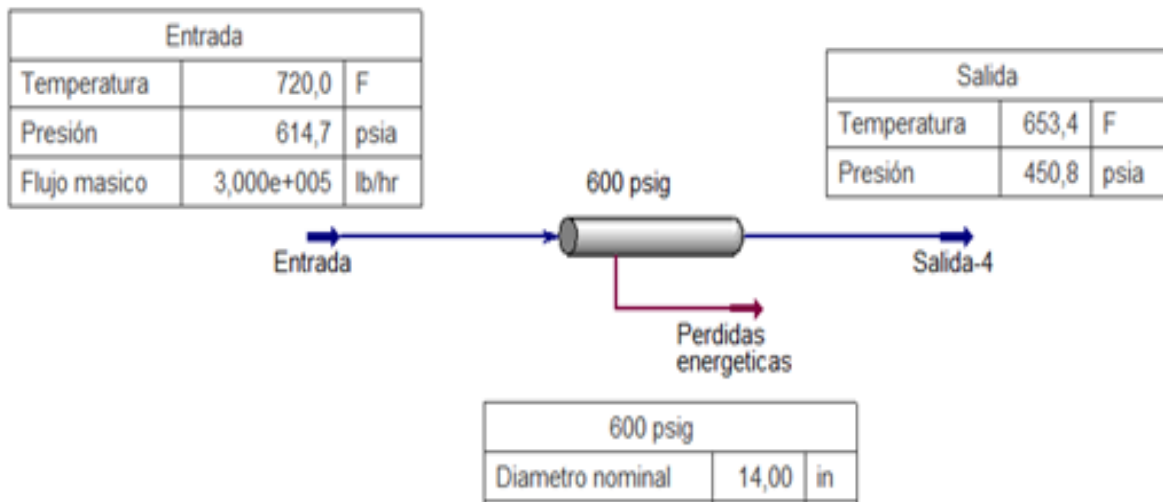 Entrada
Temperatura 720,0 F
Presión 614,7 psia
Flujo masico 3,000e+005 lb/hr
Salida
Temperatura 653,4 F
Presión 450,8 psia
600 psig
Entrada
Salida-4
Perdidas
energeticas
600 psig
Diametro nominal 14,00 in